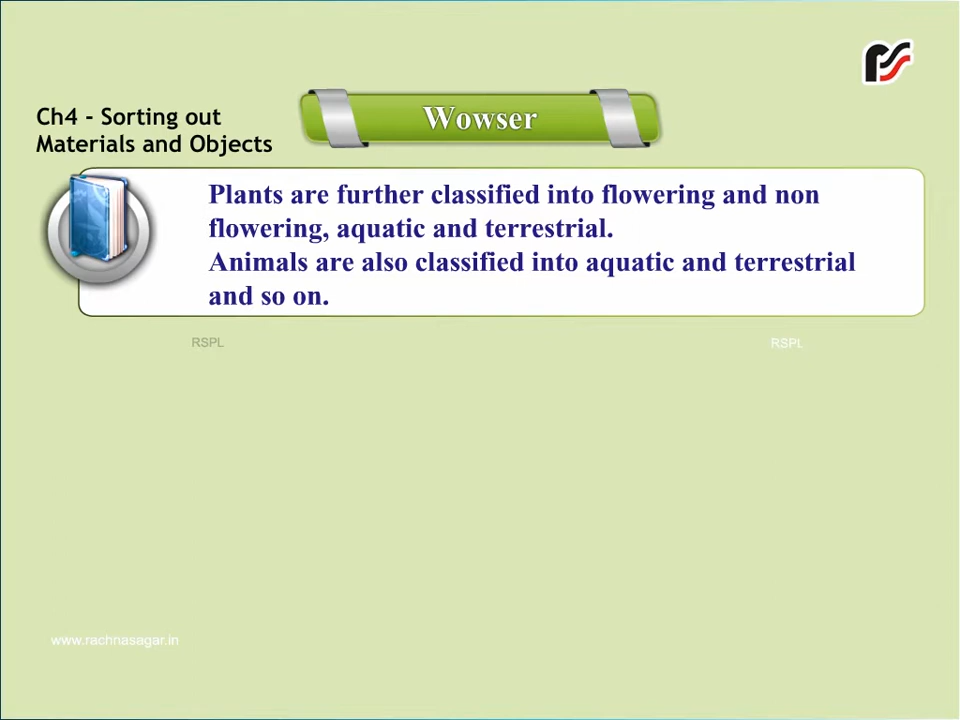 Ch4 - Sorting out
Materials and Objects
Wowser
Plants are further classified into flowering and non
flowering, aquatic and terrestrial.
Animals are also classified into aquatic and terrestrial
and so on.
RSPL
RSPL
www.rachnasagar.in